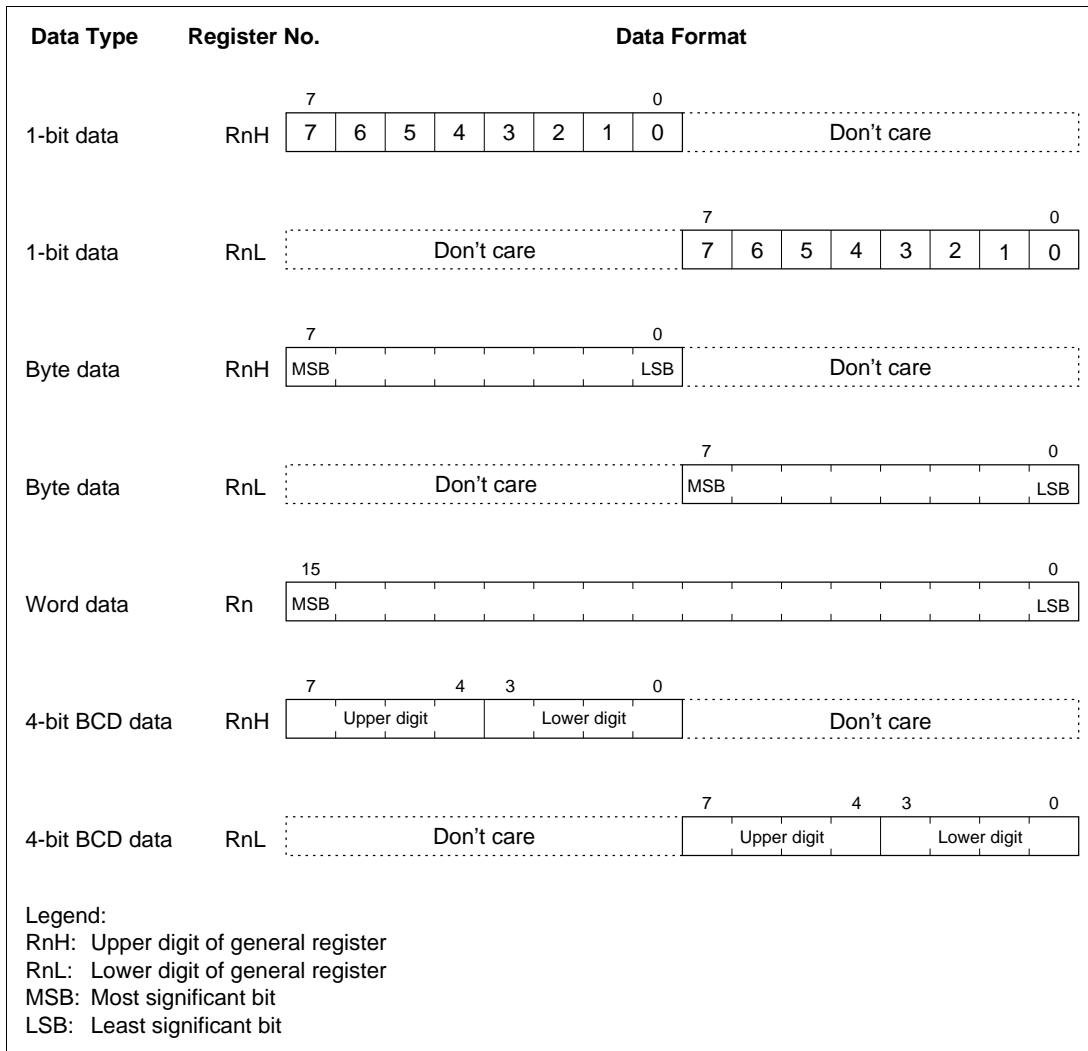 Data Type Register No. Data Format
7 0
1-bit data RnH 7 6 5 4 3 2 1 0 Don't care
7 0
1-bit data RnL Don't care 7 6 5 4 3 2 1 0
7 0
Byte data RnH MSB LSB Don't care
7 0
Byte data RnL Don't care MSB LSB
15 0
Word data Rn MSB LSB
7 4 3 0
4-bit BCD data RnH Upper digit Lower digit Don't care
7 4 3 0
4-bit BCD data RnL Don't care Upper digit Lower digit
Legend:
RnH: Upper digit of general register
RnL: Lower digit of general register
MSB: Most significant bit
LSB: Least significant bit